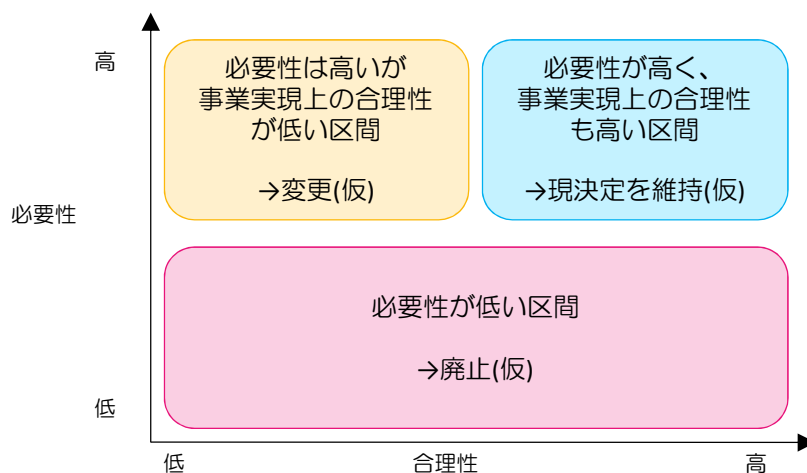 高
必要性は高いが
事業実現上の合理性
が低い区間
→変更(仮)
必要性が高く、
事業実現上の合理性
も高い区間
→現決定を維持(仮)
必要性
必要性が低い区間
→廃止(仮)
低
低
合理性
高